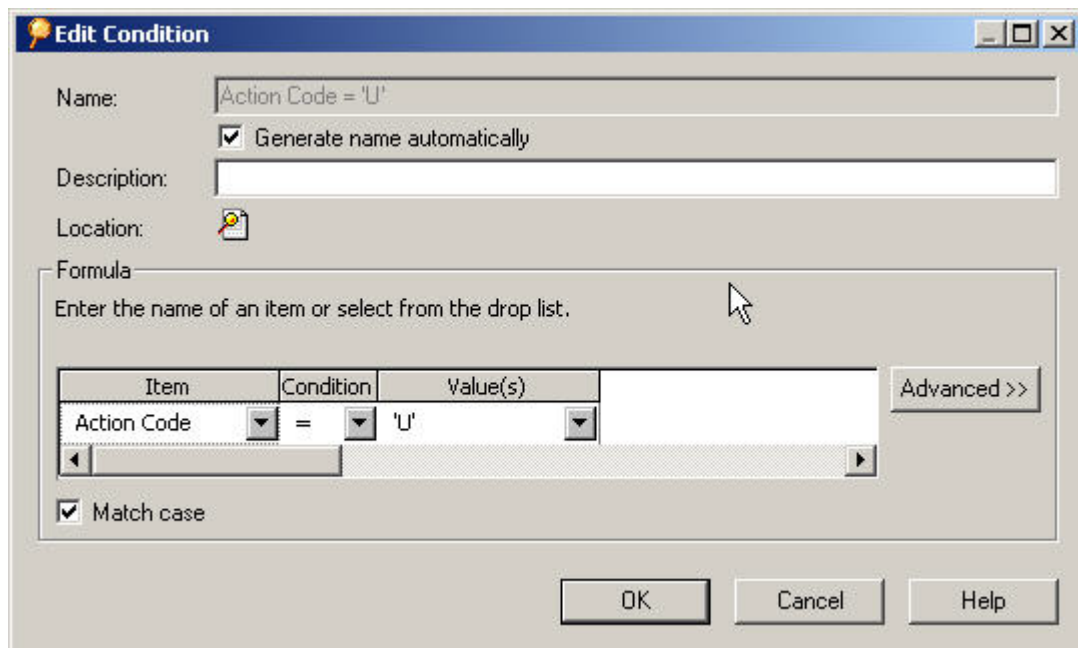 Edit Condition
Name: Action Code = 'U'
Generate name automatically
Description:
Location:
Formula
Enter the name of an item or select from the drop list.
Item Condition Value(s)
Advanced >>
Action Code = 'U'
Match case
OK Cancel Help